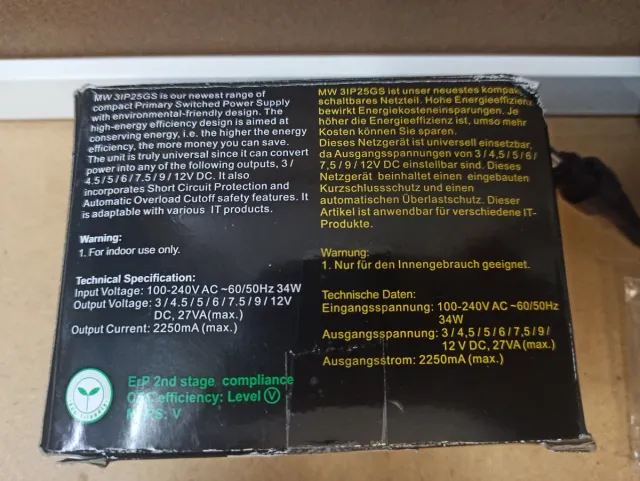 MW 3IP25GS is our newest range of
compact Primary Switched Power Supply
with environmental-friendly design. The
high-energy efficiency design is aimed at
conserving energy, i.e. the higher the energy
efficiency, the more money you can save.
The unit is truly universal since it can convert
power into any of the following outputs, 3 /
4.5 / 5 / 6 / 7.5 / 9 / 12V DC. It also
incorporates Short Circuit Protection and
Automatic Overload Cutoff safety features. It
is adaptable with various IT products.
Warning:
1. For indoor use only.
Technical Specification:
Input Voltage: 100-240V AC ~60/50Hz 34W
Output Voltage: 3 / 4.5 / 5 / 6 / 7.5 / 9 / 12V
DC, 27VA (max.)
Output Current: 2250mA (max.)
ErP 2nd stage compliance
efficiency: Level V
V
MW 3IP25GS ist unser neuestes kompakt
schaltbares Netzteil. Hohe Energieeffizienz
bewirkt Energiekosteneinsparungen. Je
höher die Energieeffizienz ist, umso mehr
Kosten können Sie sparen.
Dieses Netzgerät ist universell einsetzbar,
da Ausgangsspannungen von 3 / 4,5 / 5 / 6 /
7,5 / 9 / 12V DC einstellbar sind. Dieses
Netzgerät beinhaltet einen eingebauten
Kurzschlussschutz und einen
automatischen Überlastschutz. Dieser
Artikel ist anwendbar für verschiedene IT-
Produkte.
Warnung:
1. Nur für den Innengebrauch geeignet.
Technische Daten:
Eingangsspannung: 100-240V AC ~60/50Hz
34W
Ausgangsspannung: 3 / 4,5 / 5 / 6 / 7,5 / 9 /
12 V DC, 27VA (max.)
Ausgangsstrom: 2250mA (max.)